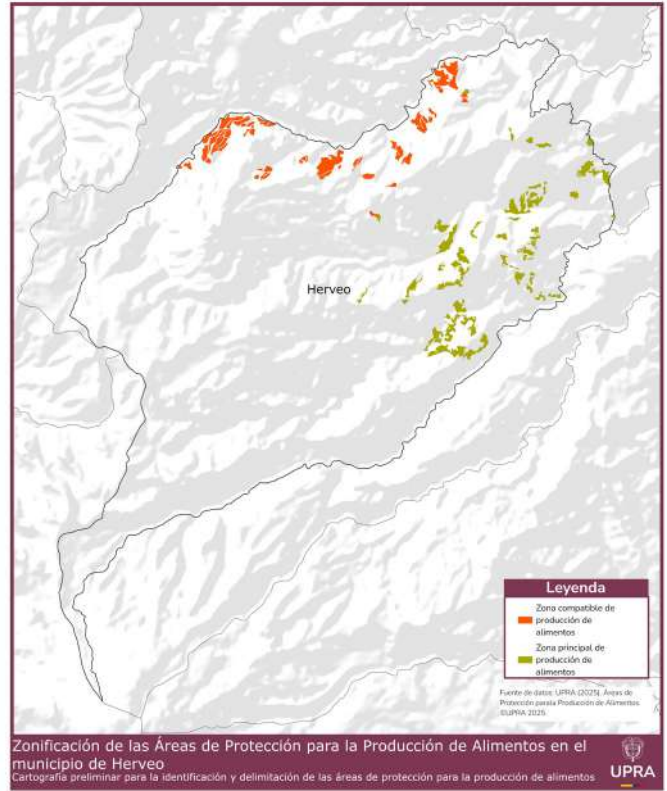 Herveo
Leyenda
Zona compatible de
producción de
alimentos
Zona principal de
producción de
alimentos
Fuente de datos: UPRA (2025). Áreas de
Protección parala Producción de Alimentos.
©UPRA 2025.
Zonificación de las Áreas de Protección para la Producción de Alimentos en el
municipio de Herveo
Cartografía preliminar para la identificación y delimitación de las áreas de protección para la producción de alimentos
UPRA